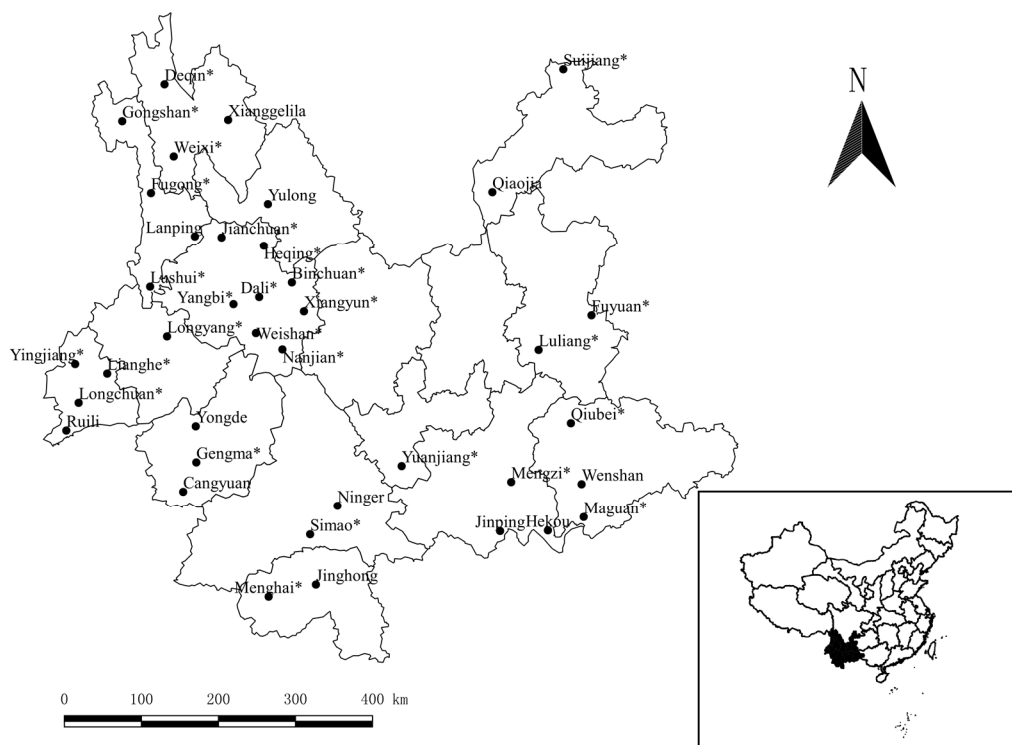 Suijiang*
Deqin*
N
Gongshan*
Xianggelila
Weixi*
Fugong*
Qiaojia
Yulong
Lanping
Jianchuan*
Heqing*
Lushui*
Binchuan*
Dali*
Yangbi*
Xiangyun*
Fuyuan*
Longyang*
Weishan*
Luliang*
Nanjian*
Yingjiang*
Lianghe*
Longchuan*
Ruili
Yongde
Qiubei*
Gengma*
Yuanjiang*
Cangyuan
Mengzi*
Wenshan
Ninger
Maguan*
Simao*
Jinping
Hekou
Jinghong
Menghai*
0 100 200 300 400 km